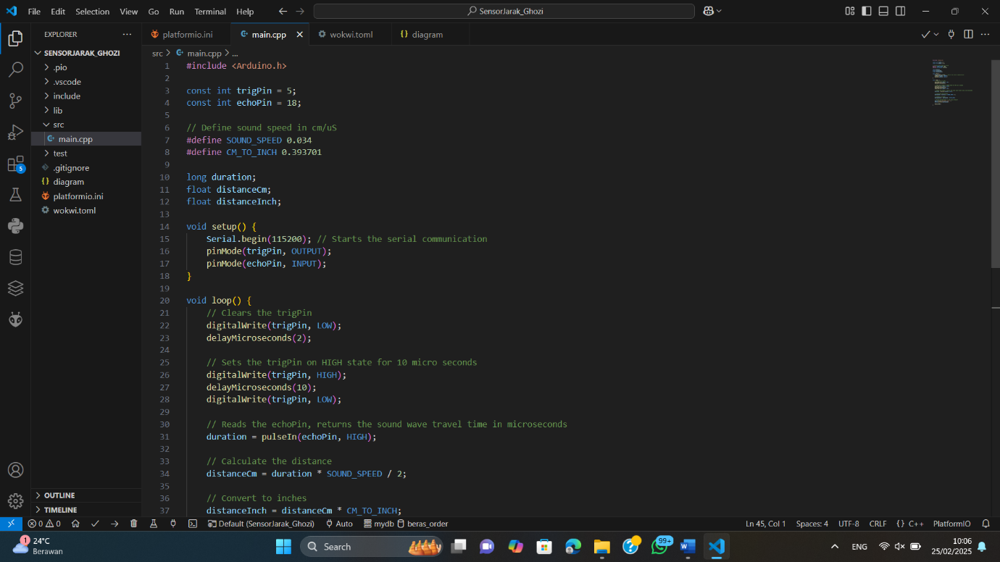 File Edit Selection View Go Run Terminal Help
SensorJarak_Ghozi
EXPLORER
SENSORJARAK_GHOZI
.pio
.vscode
include
lib
src
main.cpp
test
.gitignore
diagram
platformio.ini
wokwi.toml
OUTLINE
TIMELINE
5
platformio.ini main.cpp wokwi.toml diagram
src > main.cpp > ...
1 #include <Arduino.h>
2
3 const int trigPin = 5;
4 const int echoPin = 18;
5
6 // Define sound speed in cm/uS
7 #define SOUND_SPEED 0.034
8 #define CM_TO_INCH 0.393701
9
10 long duration;
11 float distanceCm;
12 float distanceInch;
13
14 void setup() {
15 Serial.begin(115200); // Starts the serial communication
16 pinMode(trigPin, OUTPUT);
17 pinMode(echoPin, INPUT);
18 }
19
20 void loop() {
21 // Clears the trigPin
22 digitalWrite(trigPin, LOW);
23 delayMicroseconds(2);
24
25 // Sets the trigPin on HIGH state for 10 micro seconds
26 digitalWrite(trigPin, HIGH);
27 delayMicroseconds(10);
28 digitalWrite(trigPin, LOW);
29
30 // Reads the echoPin, returns the sound wave travel time in microseconds
31 duration = pulseIn(echoPin, HIGH);
32
33 // Calculate the distance
34 distanceCm = duration * SOUND_SPEED / 2;
35
36 // Convert to inches
37 distanceInch = distanceCm * CM_TO_INCH;
0 0 Default (SensorJarak_Ghozi) Auto mydb beras_order Ln 45, Col 1 Spaces: 4 UTF-8 CRLF {} C++ PlatformIO
1 24°C
Berawan
Search
99+
ENG
10:06
25/02/2025